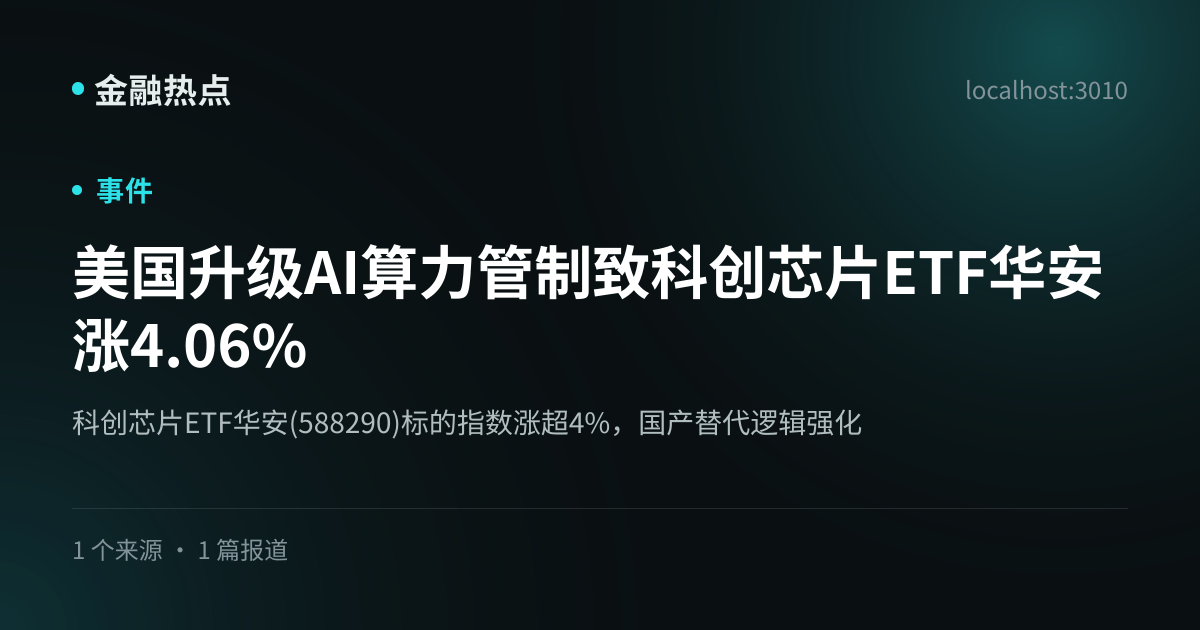 金融热点
localhost:3010
事件
美国升级AI算力管制致科创芯片ETF华安
涨4.06%
科创芯片ETF华安(588290)标的指数涨超4%，国产替代逻辑强化
1 个来源 · 1 篇报道